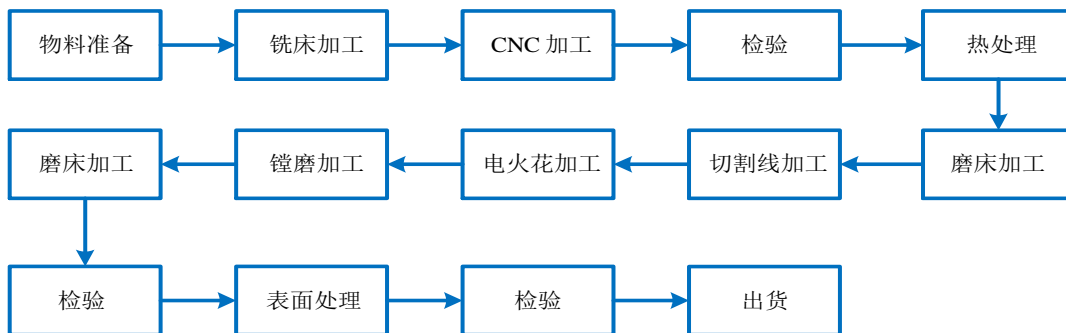 物料准备
铣床加工
CNC 加工
检验
热处理
磨床加工
切割线加工
电火花加工
镗磨加工
磨床加工
检验
表面处理
检验
出货